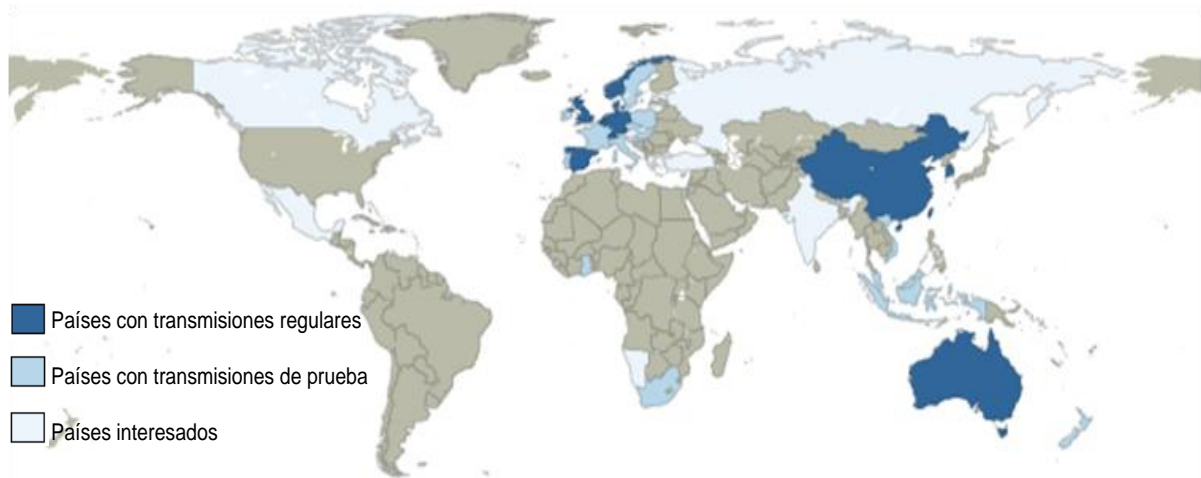 Países con transmisiones regulares
Países con transmisiones de prueba
Países interesados